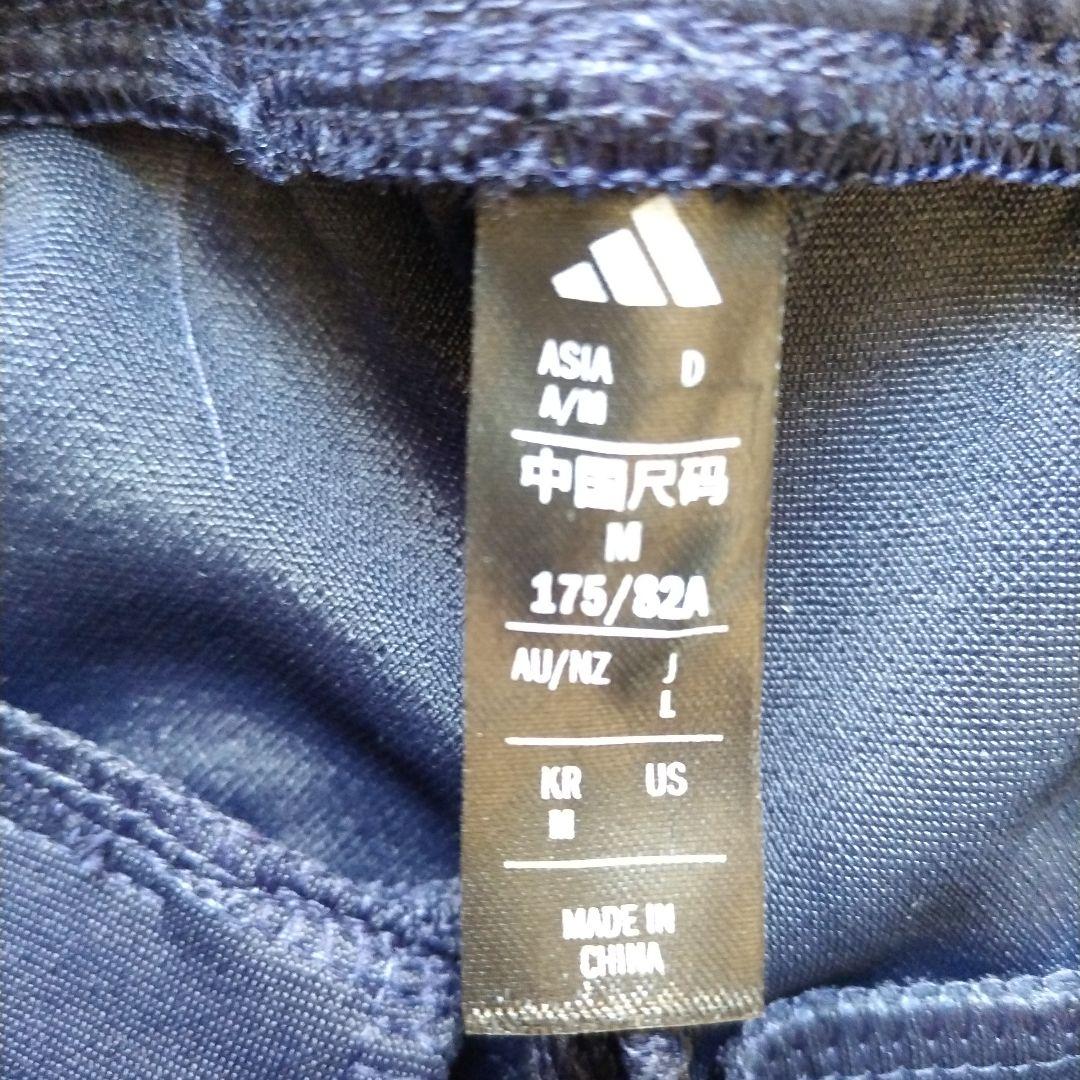 ASIA D
A/M
中国尺码
M
175/82A
AU/NZ J
L
KR US
M
MADE IN
CHINA